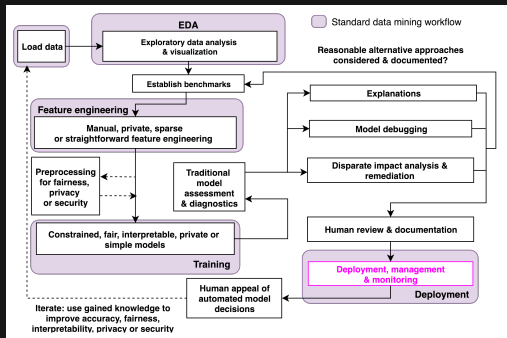 EDA
Standard data mining workflow
Load data
Exploratory data analysis
& visualization
Reasonable alternative approaches
considered & documented?
Establish benchmarks
Explanations
Feature engineering
Manual, private, sparse
or straightforward feature engineering
Model debugging
Preprocessing
for fairness,
privacy
or security
Traditional
model
assessment
& diagnostics
Disparate impact analysis &
remediation
Constrained, fair, interpretable, private or
simple models
Training
Human review & documentation
Deployment, management
& monitoring
Deployment
Human appeal of
automated model
decisions
Iterate: use gained knowledge to
improve accuracy, fairness,
interpretability, privacy or security